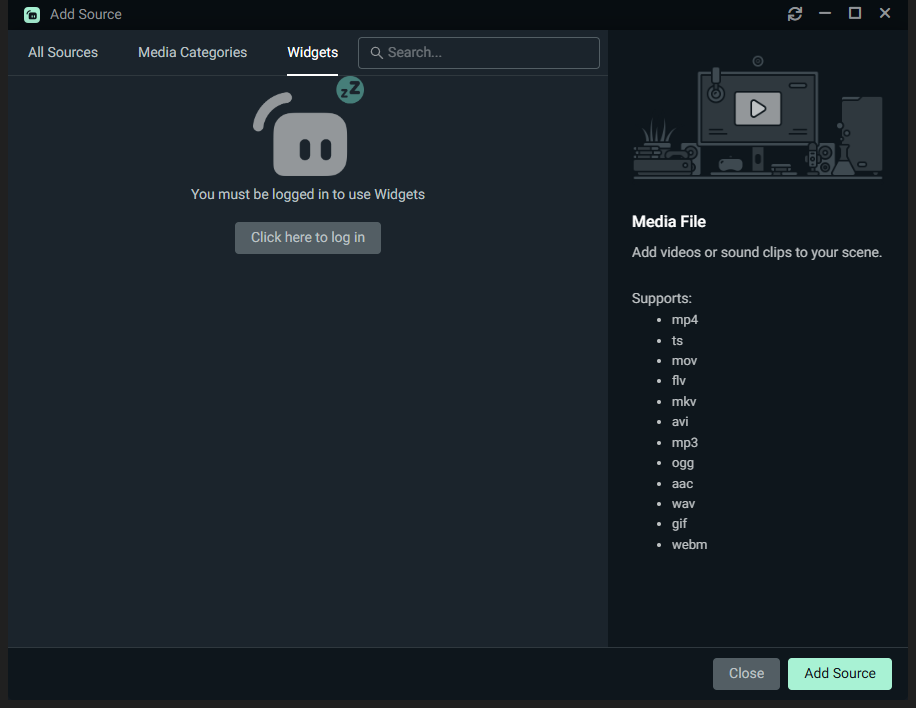 Add Source
All Sources
Media Categories
Widgets
Search...
zZ
You must be logged in to use Widgets
Click here to log in
Media File
Add videos or sound clips to your scene.
Supports:
mp4
ts
mov
flv
mkv
avi
mp3
ogg
aac
wav
gif
webm
Close
Add Source